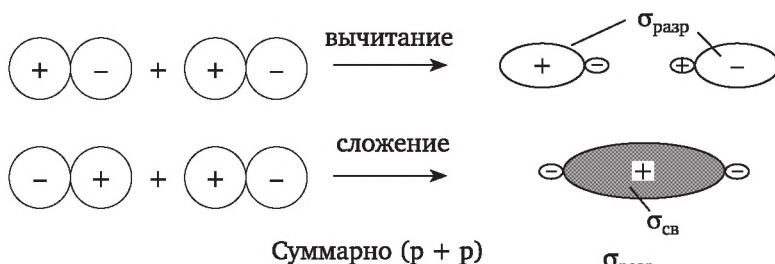 вычитание
σразр
+ – + + – + – + –
сложение
– + + + – – + –
σсв
Суммарно (p + p)